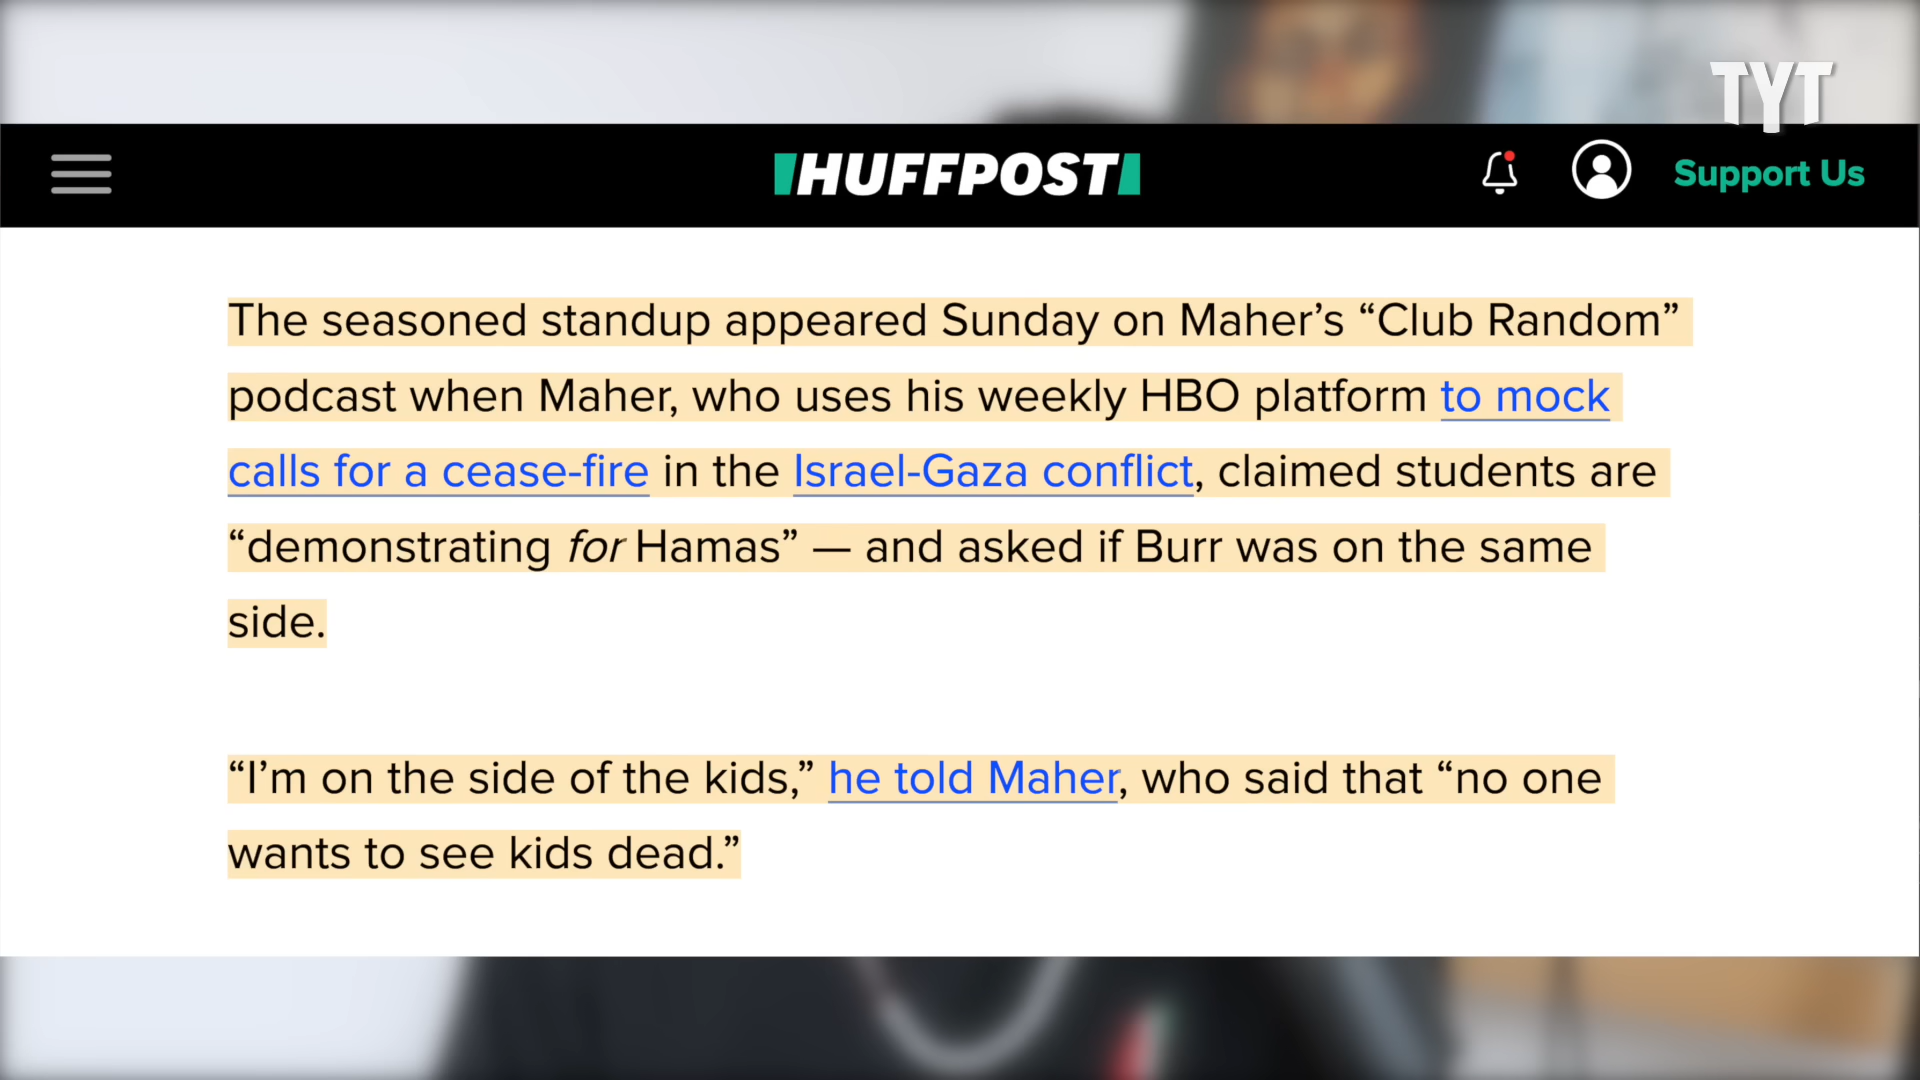 TYT
HUFFPOST
Support Us
The seasoned standup appeared Sunday on Maher’s “Club Random”
podcast when Maher, who uses his weekly HBO platform to mock
calls for a cease-fire in the Israel-Gaza conflict, claimed students are
“demonstrating for Hamas” — and asked if Burr was on the same
side.
“I’m on the side of the kids,” he told Maher, who said that “no one
wants to see kids dead.”